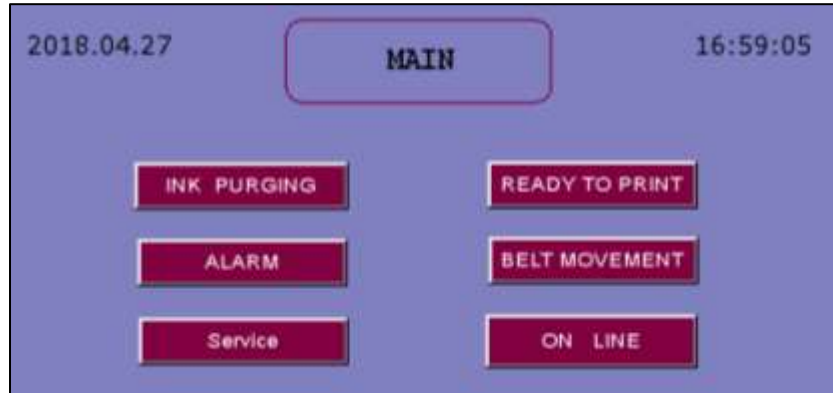 2018.04.27 MAIN 16:59:05
INK PURGING READY TO PRINT
ALARM BELT MOVEMENT
Service ON LINE